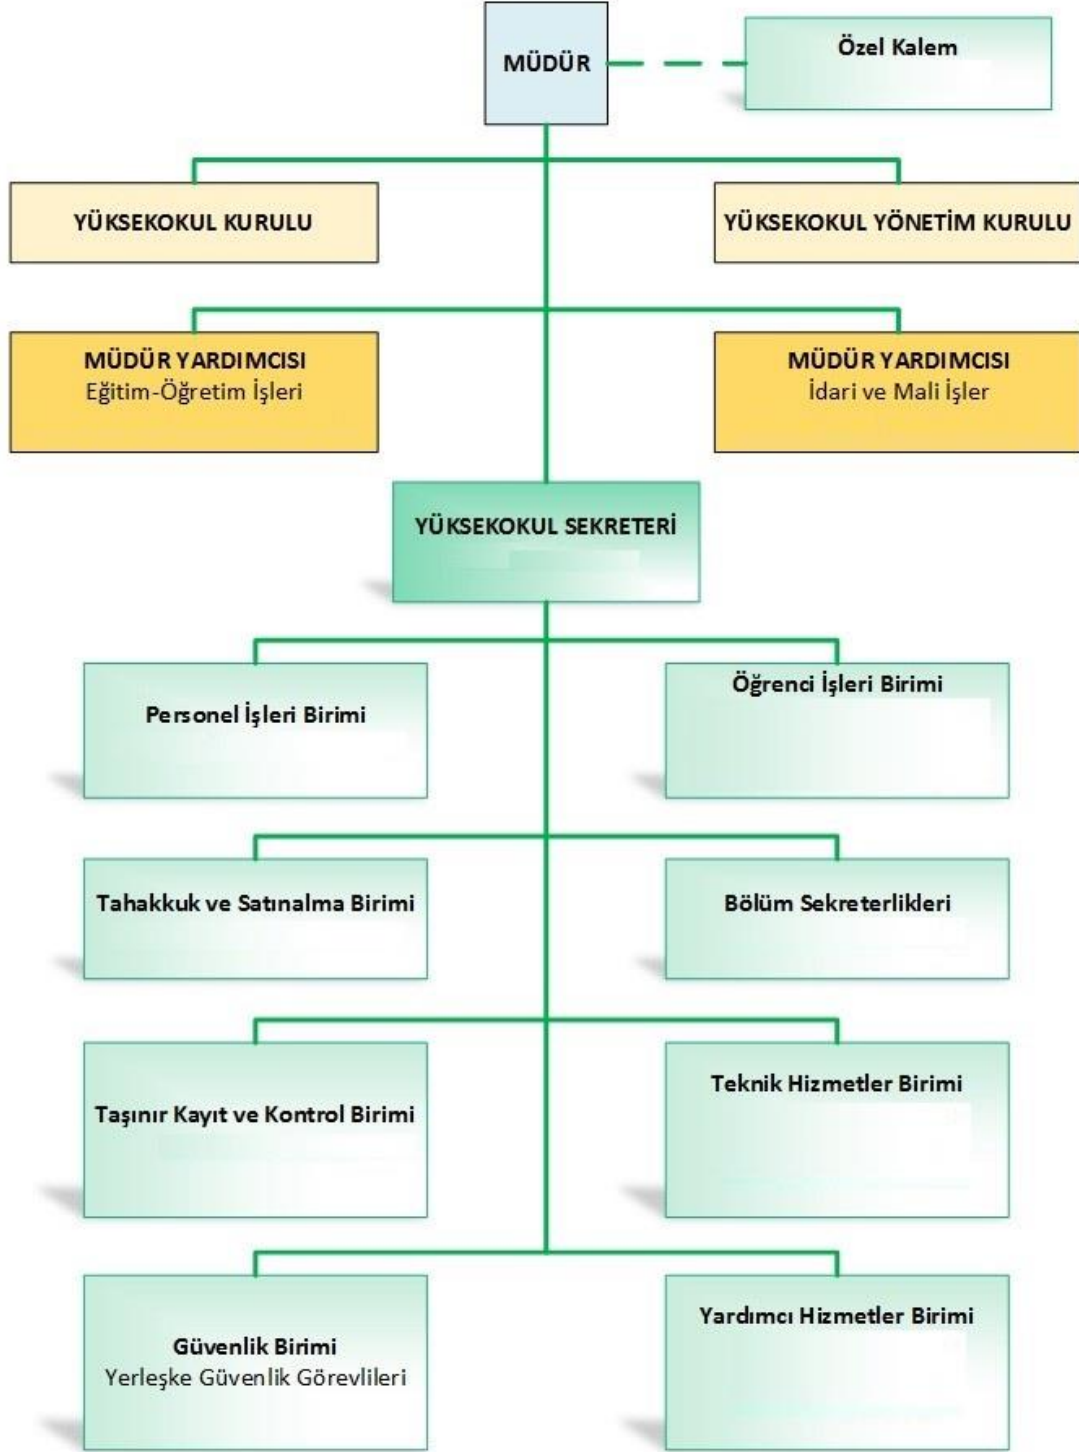 MÜDÜR
Özel Kalem
YÜKSEKOKUL KURULU
YÜKSEKOKUL YÖNETİM KURULU
MÜDÜR YARDIMCISI
Eğitim-Öğretim İşleri
MÜDÜR YARDIMCISI
İdari ve Mali İşler
YÜKSEKOKUL SEKRETERİ
Personel İşleri Birimi
Öğrenci İşleri Birimi
Tahakkuk ve Satınalma Birimi
Bölüm Sekreterlikleri
Taşınır Kayıt ve Kontrol Birimi
Teknik Hizmetler Birimi
Güvenlik Birimi
Yerleşke Güvenlik Görevlileri
Yardımcı Hizmetler Birimi